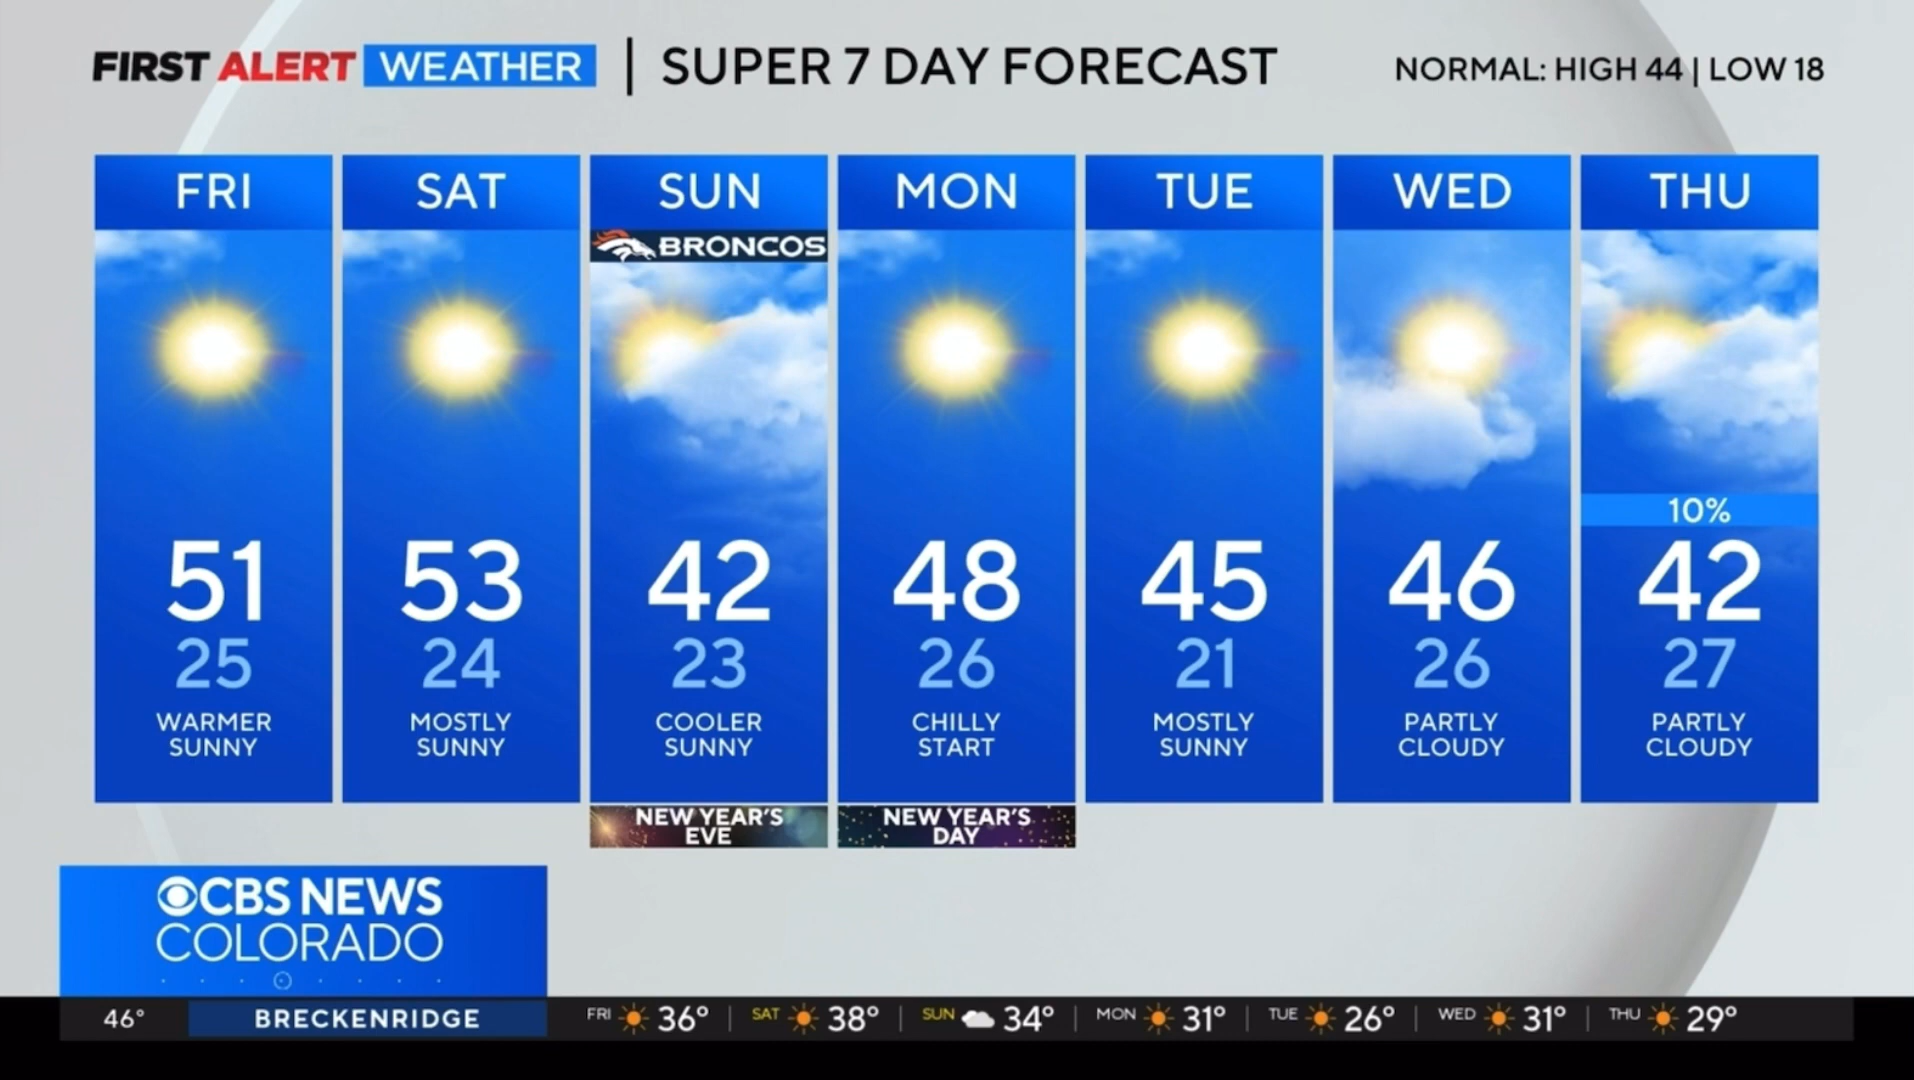 FIRST ALERT WEATHER | SUPER 7 DAY FORECAST
NORMAL: HIGH 44 | LOW 18
FRI
51
25
WARMER
SUNNY
SAT
53
24
MOSTLY
SUNNY
SUN
BRONCOS
42
23
COOLER
SUNNY
NEW YEAR'S
EVE
MON
48
26
CHILLY
START
NEW YEAR'S
DAY
TUE
45
21
MOSTLY
SUNNY
WED
46
26
PARTLY
CLOUDY
THU
10%
42
27
PARTLY
CLOUDY
CBS NEWS
COLORADO
46° BRECKENRIDGE FRI 36° | SAT 38° | SUN 34° | MON 31° | TUE 26° | WED 31° | THU 29°